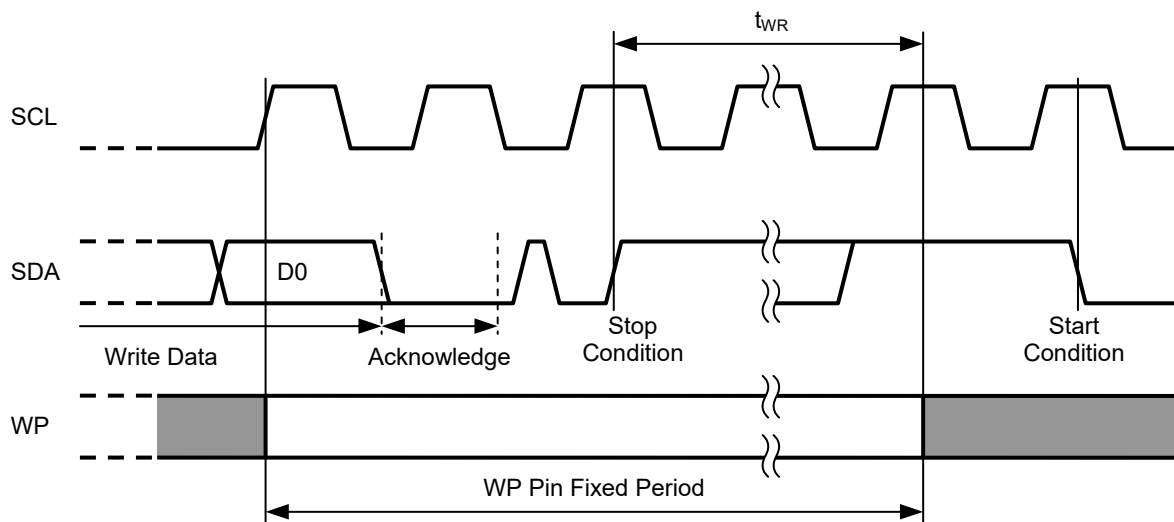 tWR
SCL
SDA
D0
Stop
Condition
Start
Condition
Write Data
Acknowledge
WP
WP Pin Fixed Period